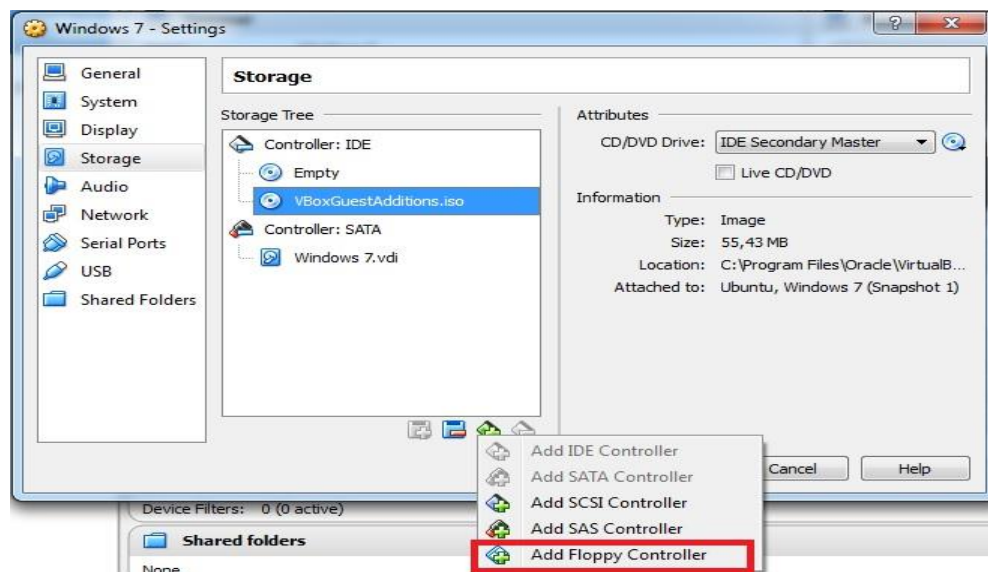 Windows 7 - Settings
General
System
Display
Storage
Audio
Network
Serial Ports
USB
Shared Folders
Storage
Storage Tree
Controller: IDE
Empty
VBoxGuestAdditions.iso
Controller: SATA
Windows 7.vdi
Attributes
CD/DVD Drive: IDE Secondary Master
Live CD/DVD
Information
Type: Image
Size: 55,43 MB
Location: C:\Program Files\Oracle\VirtualB...
Attached to: Ubuntu, Windows 7 (Snapshot 1)
Add IDE Controller
Add SATA Controller
Add SCSI Controller
Add SAS Controller
Add Floppy Controller
Cancel Help
Device Filters: 0 (0 active)
Shared folders
None